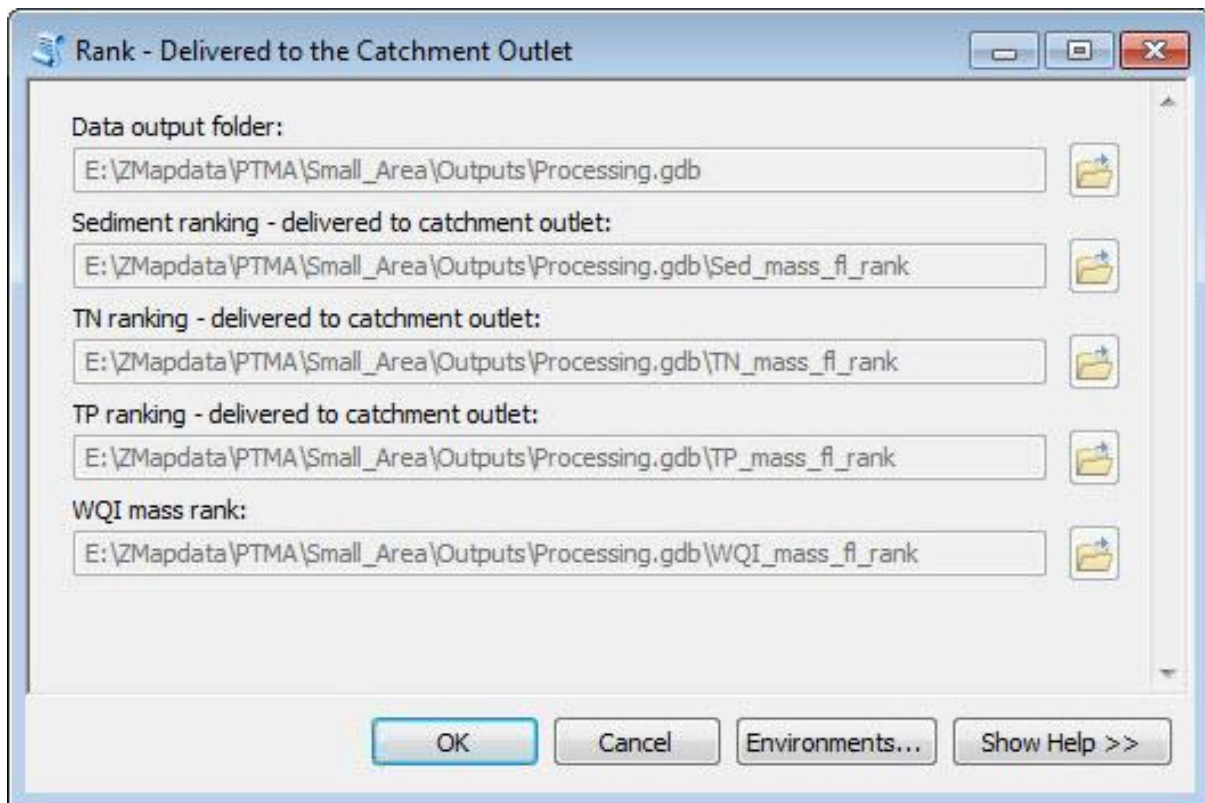 Rank - Delivered to the Catchment Outlet
Data output folder:
E:\ZMapdata\PTMA\Small_Area\Outputs\Processing.gdb
Sediment ranking - delivered to catchment outlet:
E:\ZMapdata\PTMA\Small_Area\Outputs\Processing.gdb\Sed_mass_fl_rank
TN ranking - delivered to catchment outlet:
E:\ZMapdata\PTMA\Small_Area\Outputs\Processing.gdb\TN_mass_fl_rank
TP ranking - delivered to catchment outlet:
E:\ZMapdata\PTMA\Small_Area\Outputs\Processing.gdb\TP_mass_fl_rank
WQI mass rank:
E:\ZMapdata\PTMA\Small_Area\Outputs\Processing.gdb\WQI_mass_fl_rank
OK Cancel Environments... Show Help >>